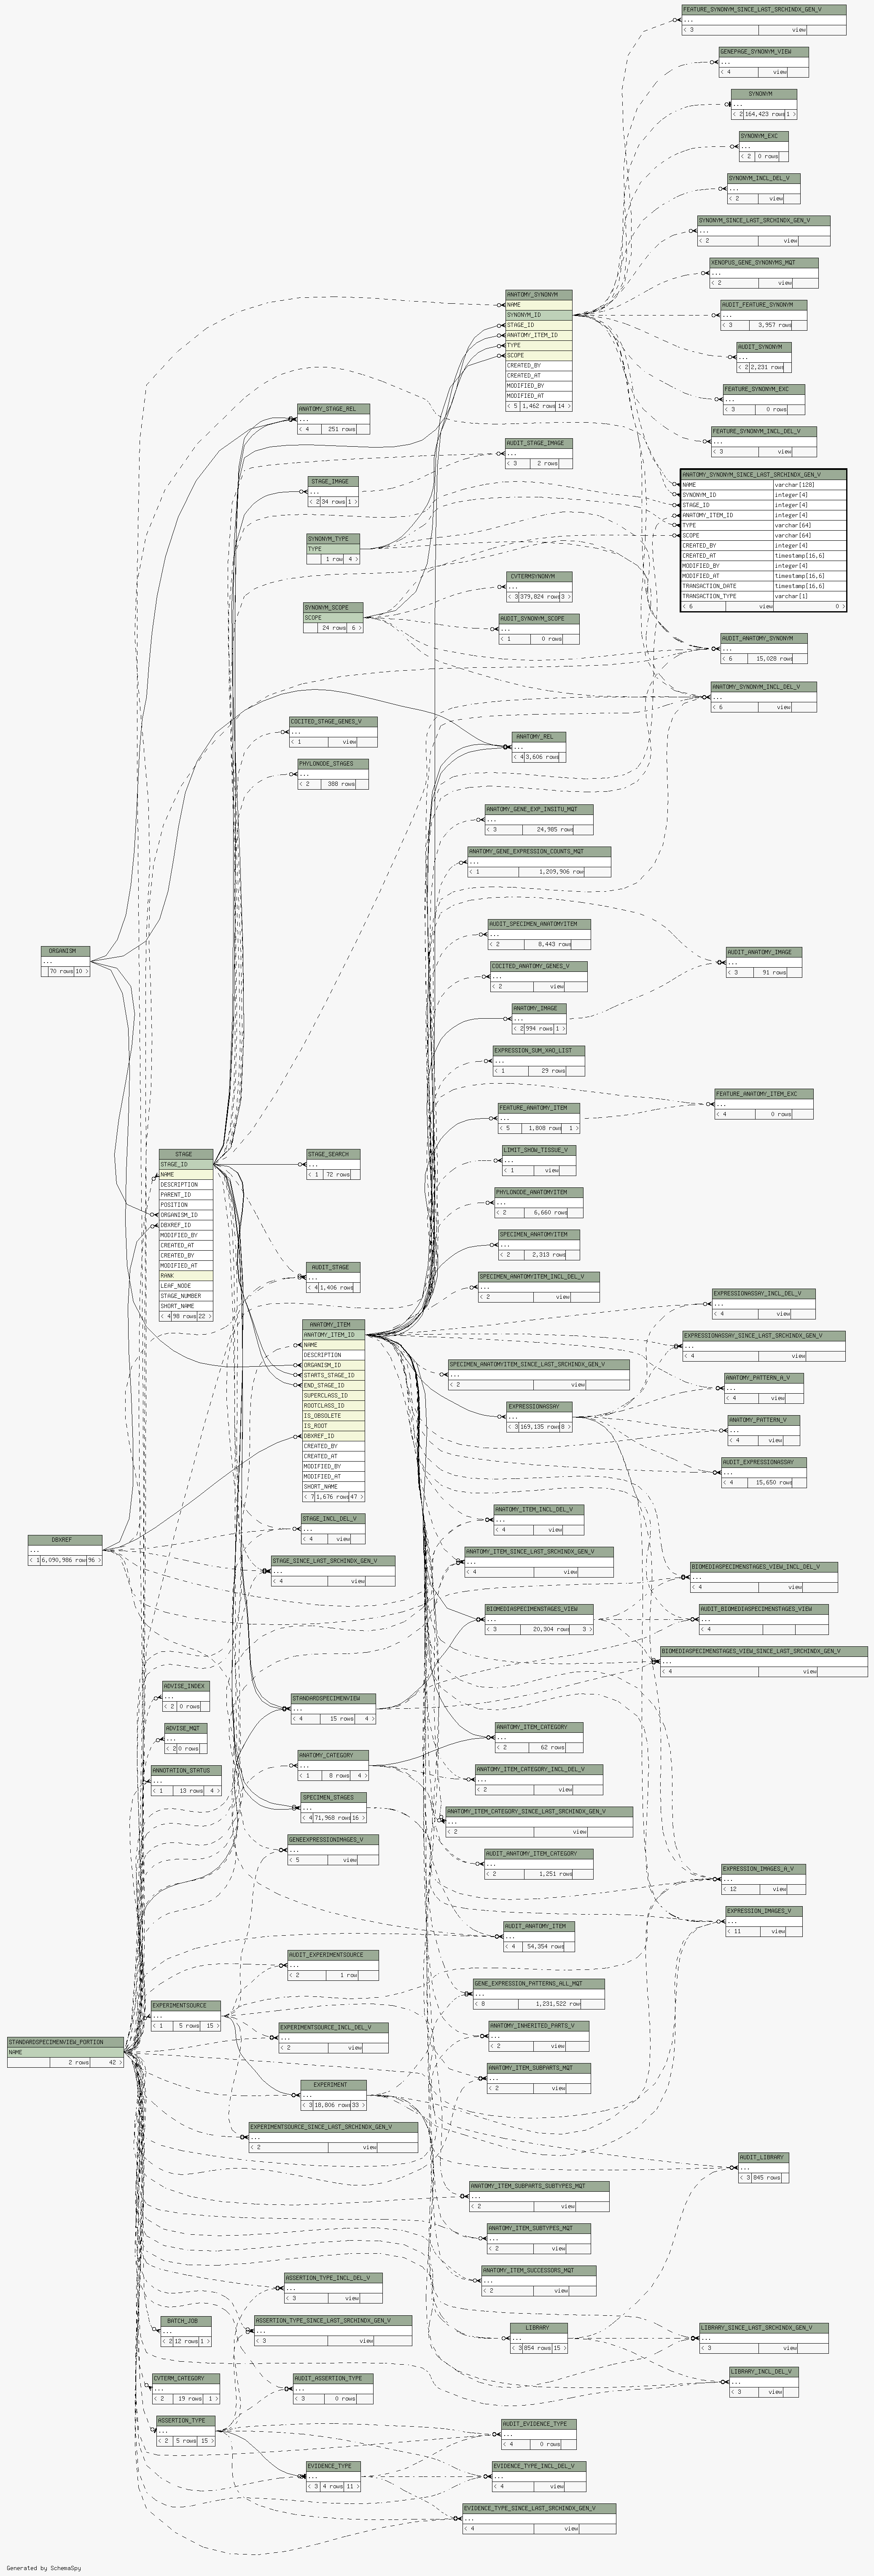 FEATURE_SYNONYM_SINCE_LAST_SRCHINDX_GEN_V
...
< 3 view
GENEPAGE_SYNONYM_VIEW
...
< 4 view
SYNONYM
...
< 2 164,423 rows 1 >
SYNONYM_EXC
...
< 2 0 rows
SYNONYM_INCL_DEL_V
...
< 2 view
SYNONYM_SINCE_LAST_SRCHINDX_GEN_V
...
< 2 view
XENOPUS_GENE_SYNONYMS_MQT
...
< 2 view
AUDIT_FEATURE_SYNONYM
...
< 3 3,957 rows
AUDIT_SYNONYM
...
< 2 2,231 row
FEATURE_SYNONYM_EXC
...
< 3 0 rows
FEATURE_SYNONYM_INCL_DEL_V
...
< 3 view
ANATOMY_SYNONYM
NAME
SYNONYM_ID
STAGE_ID
ANATOMY_ITEM_ID
TYPE
SCOPE
CREATED_BY
CREATED_AT
MODIFIED_BY
MODIFIED_AT
< 5 1,462 rows 14 >
ANATOMY_STAGE_REL
...
< 4 251 rows
AUDIT_STAGE_IMAGE
...
< 3 2 rows
STAGE_IMAGE
...
< 2 34 rows 1 >
SYNONYM_TYPE
TYPE
1 row 4 >
SYNONYM_SCOPE
SCOPE
24 rows 6 >
ANATOMY_SYNONYM_SINCE_LAST_SRCHINDX_GEN_V
NAME varchar[128]
SYNONYM_ID integer[4]
STAGE_ID integer[4]
ANATOMY_ITEM_ID integer[4]
TYPE varchar[64]
SCOPE varchar[64]
CREATED_BY integer[4]
CREATED_AT timestamp[16,6]
MODIFIED_BY integer[4]
MODIFIED_AT timestamp[16,6]
TRANSACTION_DATE timestamp[16,6]
TRANSACTION_TYPE varchar[1]
< 6 view 0 >
CVTERMSYNONYM
...
< 3 379,824 rows 3 >
AUDIT_SYNONYM_SCOPE
...
< 1 0 rows
AUDIT_ANATOMY_SYNONYM
...
< 6 15,028 rows
ANATOMY_SYNONYM_INCL_DEL_V
...
< 6 view
COCITED_STAGE_GENES_V
...
< 1 view
PHYLONODE_STAGES
...
< 2 388 rows
ANATOMY_REL
...
< 4 3,606 rows
ANATOMY_GENE_EXP_INSITU_MQT
...
< 3 24,985 rows
ANATOMY_GENE_EXPRESSION_COUNTS_MQT
...
< 1 1,209,906 row
AUDIT_SPECIMEN_ANATOMYITEM
...
< 2 8,443 rows
ORGANISM
...
70 rows 10 >
AUDIT_ANATOMY_IMAGE
...
< 3 91 rows
COCITED_ANATOMY_GENES_V
...
< 2 view
ANATOMY_IMAGE
...
< 2 994 rows 1 >
EXPRESSION_SUM_XAO_LIST
...
< 1 29 rows
FEATURE_ANATOMY_ITEM_EXC
...
< 4 0 rows
FEATURE_ANATOMY_ITEM
...
< 5 1,808 rows 1 >
LIMIT_SHOW_TISSUE_V
...
< 1 view
PHYLONODE_ANATOMYITEM
...
< 2 6,660 rows
SPECIMEN_ANATOMYITEM
...
< 2 2,313 rows
SPECIMEN_ANATOMYITEM_INCL_DEL_V
...
< 2 view
STAGE
STAGE_ID
NAME
DESCRIPTION
PARENT_ID
POSITION
ORGANISM_ID
DBXREF_ID
MODIFIED_BY
CREATED_AT
CREATED_BY
MODIFIED_AT
RANK
LEAF_NODE
STAGE_NUMBER
SHORT_NAME
< 4 98 rows 22 >
STAGE_SEARCH
...
< 1 72 rows
AUDIT_STAGE
...
< 4 1,406 rows
ANATOMY_ITEM
ANATOMY_ITEM_ID
NAME
DESCRIPTION
ORGANISM_ID
STARTS_STAGE_ID
END_STAGE_ID
SUPERCLASS_ID
ROOTCLASS_ID
IS_OBSOLETE
IS_ROOT
DBXREF_ID
CREATED_BY
CREATED_AT
MODIFIED_BY
MODIFIED_AT
SHORT_NAME
< 7 1,676 rows 47 >
EXPRESSIONASSAY_INCL_DEL_V
...
< 4 view
EXPRESSIONASSAY_SINCE_LAST_SRCHINDX_GEN_V
...
< 4 view
SPECIMEN_ANATOMYITEM_SINCE_LAST_SRCHINDX_GEN_V
...
< 2 view
ANATOMY_PATTERN_A_V
...
< 4 view
EXPRESSIONASSAY
...
< 3 169,135 rows 8 >
ANATOMY_PATTERN_V
...
< 4 view
AUDIT_EXPRESSIONASSAY
...
< 4 15,650 rows
DBXREF
...
< 1 6,090,986 row 96 >
STAGE_INCL_DEL_V
...
< 4 view
STAGE_SINCE_LAST_SRCHINDX_GEN_V
...
< 4 view
ANATOMY_ITEM_INCL_DEL_V
...
< 4 view
ANATOMY_ITEM_SINCE_LAST_SRCHINDX_GEN_V
...
< 4 view
BIOMEDIASPECIMENSTAGES_VIEW_INCL_DEL_V
...
< 4 view
BIOMEDIASPECIMENSTAGES_VIEW
...
< 3 20,304 rows 3 >
AUDIT_BIOMEDIASPECIMENSTAGES_VIEW
...
< 4
BIOMEDIASPECIMENSTAGES_VIEW_SINCE_LAST_SRCHINDX_GEN_V
...
< 4 view
ADVISE_INDEX
...
< 2 0 rows
STANDARDSPECIMENVIEW
...
< 4 15 rows 4 >
ADVISE_MQT
...
< 2 0 rows
ANATOMY_ITEM_CATEGORY
...
< 2 62 rows
ANNOTATION_STATUS
...
< 1 13 rows 4 >
ANATOMY_CATEGORY
...
< 1 8 rows 4 >
ANATOMY_ITEM_CATEGORY_INCL_DEL_V
...
< 2 view
SPECIMEN_STAGES
...
< 4 71,968 rows 16 >
ANATOMY_ITEM_CATEGORY_SINCE_LAST_SRCHINDX_GEN_V
...
< 2 view
GENEEXPRESSIONIMAGES_V
...
< 5 view
AUDIT_ANATOMY_ITEM_CATEGORY
...
< 2 1,251 rows
EXPRESSION_IMAGES_A_V
...
< 12 view
EXPRESSION_IMAGES_V
...
< 11 view
AUDIT_ANATOMY_ITEM
...
< 4 54,354 rows
AUDIT_EXPERIMENTSOURCE
...
< 2 1 row
GENE_EXPRESSION_PATTERNS_ALL_MQT
...
< 8 1,231,522 row
EXPERIMENTSOURCE
...
< 1 5 rows 15 >
EXPERIMENTSOURCE_INCL_DEL_V
...
< 2 view
ANATOMY_INHERITED_PARTS_V
...
< 2 view
STANDARDSPECIMENVIEW_PORTION
NAME
2 rows 42 >
ANATOMY_ITEM_SUBPARTS_MQT
...
< 2 view
EXPERIMENT
...
< 3 18,806 rows 33 >
EXPERIMENTSOURCE_SINCE_LAST_SRCHINDX_GEN_V
...
< 2 view
AUDIT_LIBRARY
...
< 3 845 rows
ANATOMY_ITEM_SUBPARTS_SUBTYPES_MQT
...
< 2 view
ANATOMY_ITEM_SUBTYPES_MQT
...
< 2 view
ANATOMY_ITEM_SUCCESSORS_MQT
...
< 2 view
ASSERTION_TYPE_INCL_DEL_V
...
< 3 view
BATCH_JOB
...
< 2 12 rows 1 >
ASSERTION_TYPE_SINCE_LAST_SRCHINDX_GEN_V
...
< 3 view
LIBRARY
...
< 3 854 rows 15 >
LIBRARY_SINCE_LAST_SRCHINDX_GEN_V
...
< 3 view
LIBRARY_INCL_DEL_V
...
< 3 view
CVTERM_CATEGORY
...
< 2 19 rows 1 >
AUDIT_ASSERTION_TYPE
...
< 3 0 rows
ASSERTION_TYPE
...
< 2 5 rows 15 >
AUDIT_EVIDENCE_TYPE
...
< 4 0 rows
EVIDENCE_TYPE
...
< 3 4 rows 11 >
EVIDENCE_TYPE_INCL_DEL_V
...
< 4 view
EVIDENCE_TYPE_SINCE_LAST_SRCHINDX_GEN_V
...
< 4 view
Generated by SchemaSpy